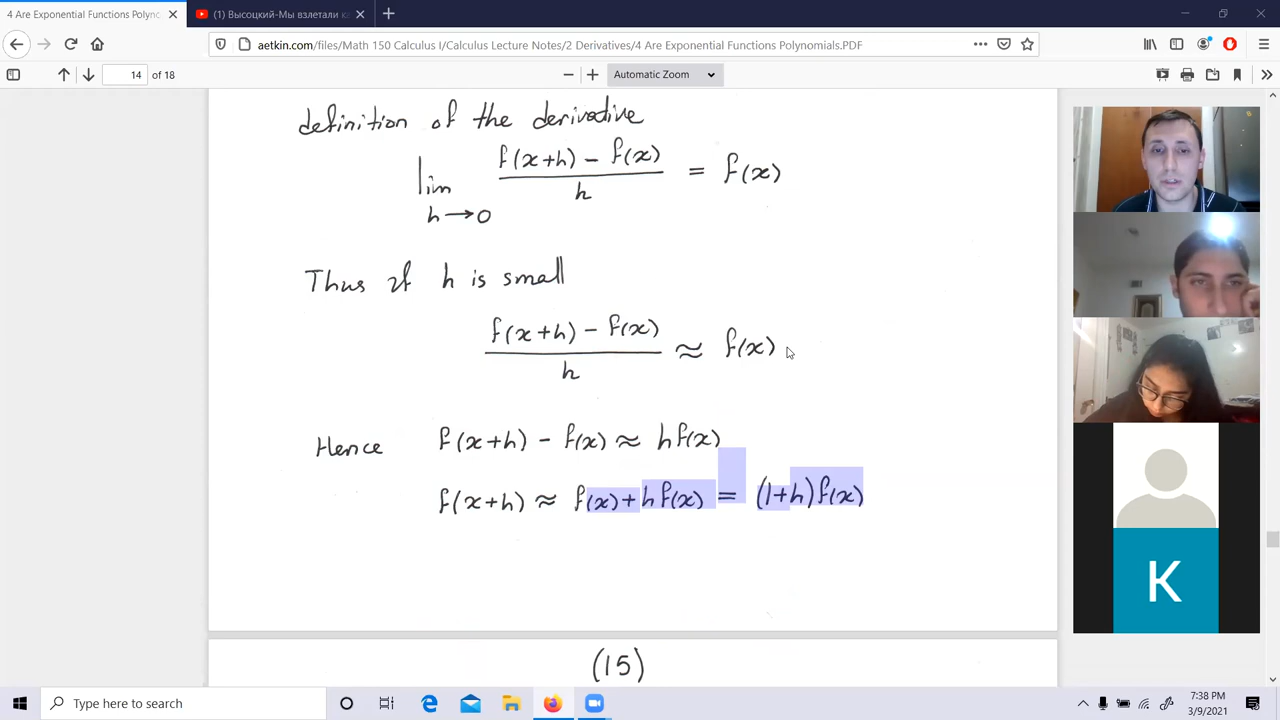 4 Are Exponential Functions Polync
(1) Высоцкий-Мы взлетали ка
aetkin.com/files/Math 150 Calculus I/Calculus Lecture Notes/2 Derivatives/4 Are Exponential Functions Polynomials.PDF
14 of 18
Automatic Zoom
definition of the derivative
lim h→0 f(x+h) − f(x) / h = f(x)
Thus if h is small
f(x+h) − f(x) / h ≈ f(x)
Hence f(x+h) − f(x) ≈ hf(x)
f(x+h) ≈ f(x) + hf(x) = (1+h)f(x)
(15)
K
Type here to search
7:38 PM
3/9/2021